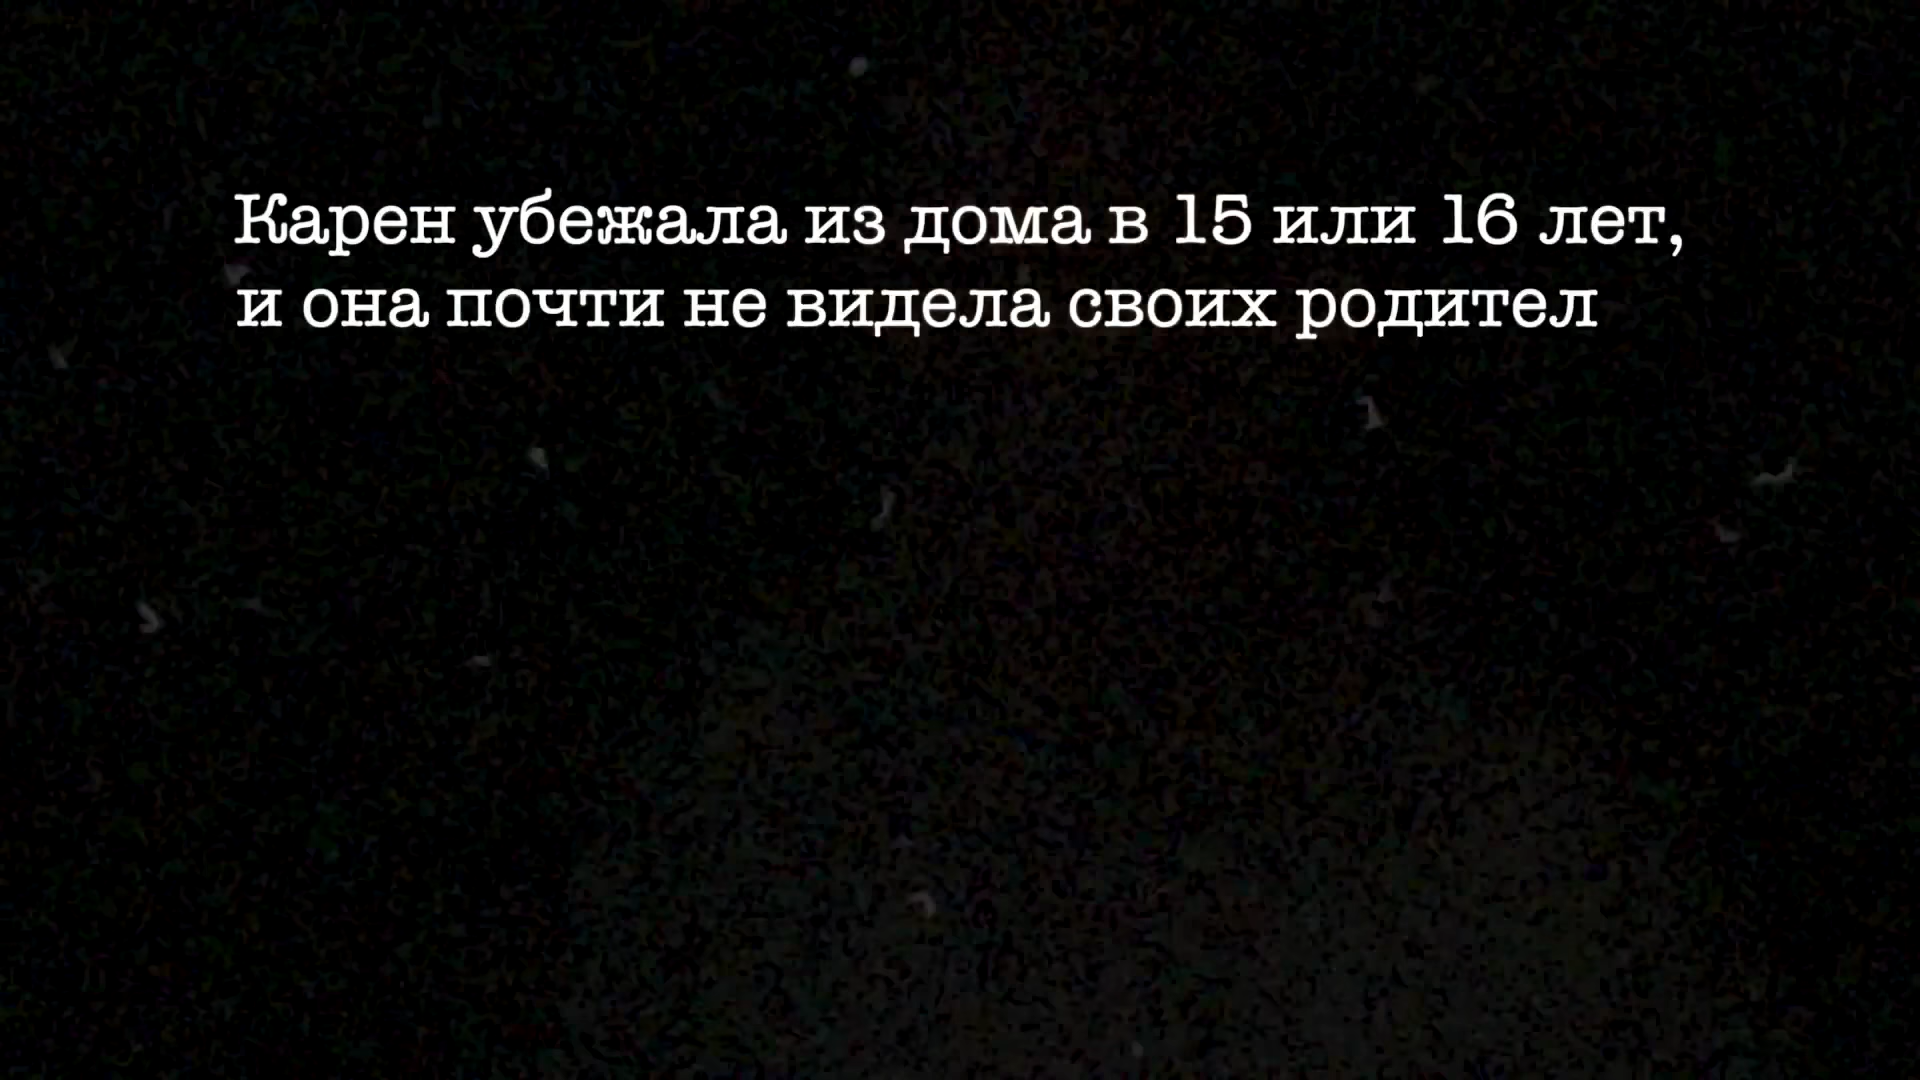 Карен убежала из дома в 15 или 16 лет,
и она почти не видела своих родител